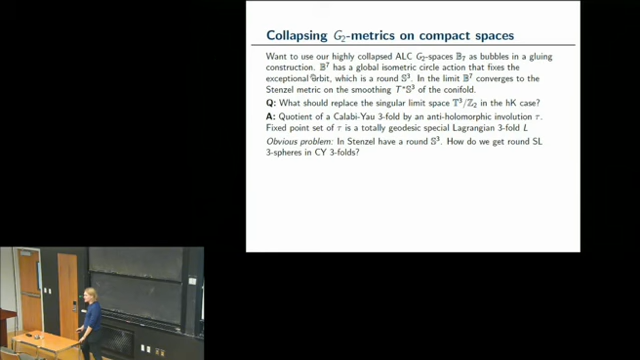 Collapsing G₂-metrics on compact spaces
Want to use our highly collapsed ALC G₂-spaces 𝔹₇ as bubbles in a gluing
construction. 𝔹⁷ has a global isometric circle action that fixes the
exceptional orbit, which is a round 𝕊³. In the limit 𝔹⁷ converges to the
Stenzel metric on the smoothing T*𝕊³ of the conifold.
Q: What should replace the singular limit space 𝕋³/ℤ₂ in the hK case?
A: Quotient of a Calabi-Yau 3-fold by an anti-holomorphic involution τ.
Fixed point set of τ is a totally geodesic special Lagrangian 3-fold L
Obvious problem: In Stenzel have a round 𝕊³. How do we get round SL
3-spheres in CY 3-folds?